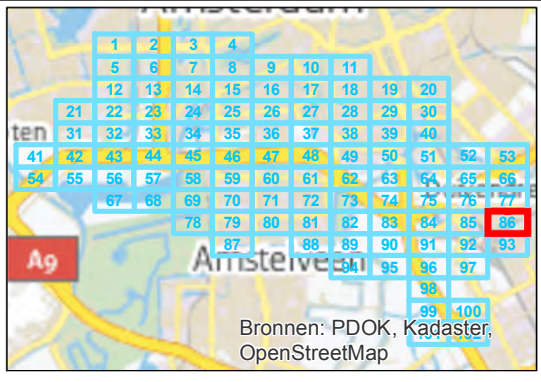 Amsterdam
1 2 3 4
5 6 7 8 9 10 11
12 13 14 15 16 17 18 19 20
21 22 23 24 25 26 27 28 29 30
ten 31 32 33 34 35 36 37 38 39 40
41 42 43 44 45 46 47 48 49 50 51 52 53
54 55 56 57 58 59 60 61 62 63 64 65 66
67 68 69 70 71 72 73 74 75 76 77
78 79 80 81 82 83 84 85 86
A9 Amstelveen 87 88 89 90 91 92 93
94 95 96 97
98
99 100
Bronnen: PDOK, Kadaster,
OpenStreetMap